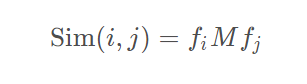 Sim(i, j) = f_i M f_j